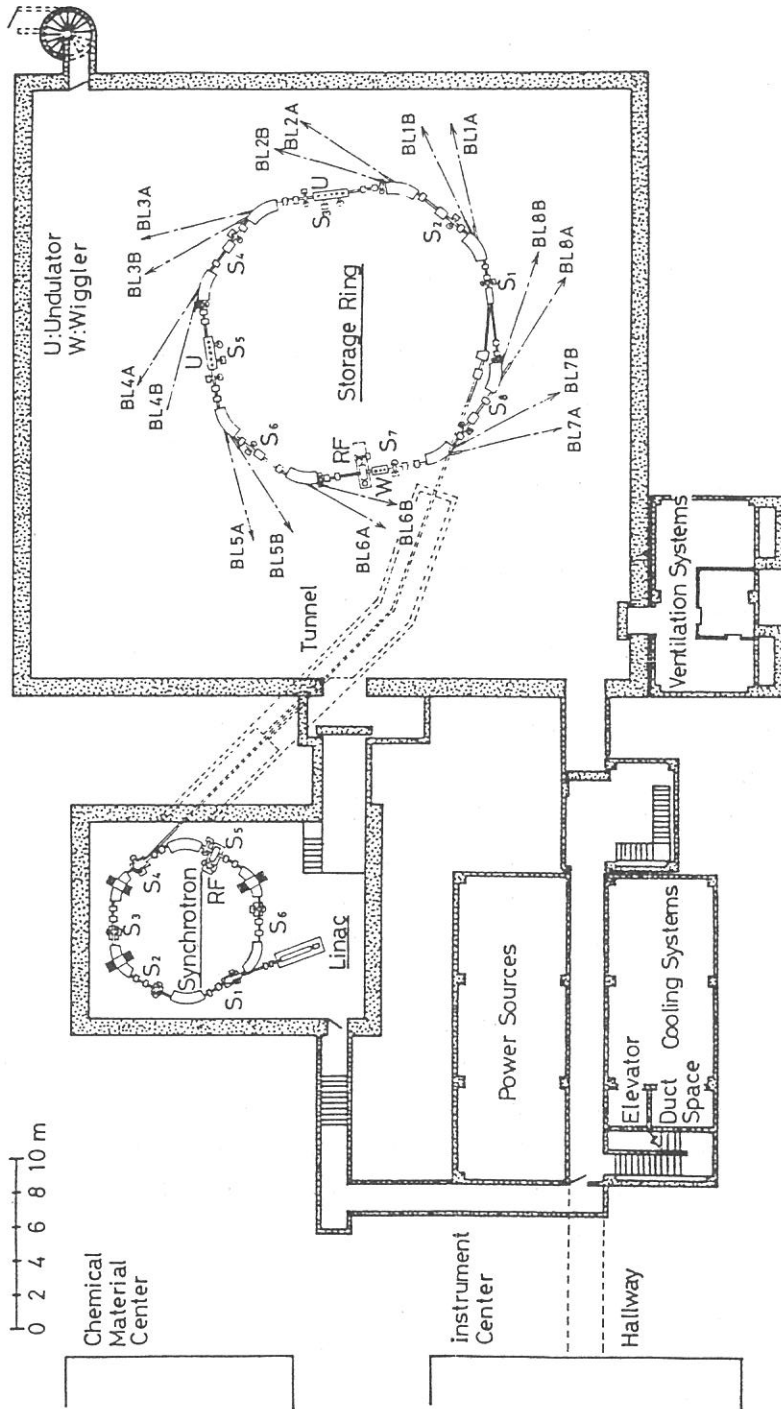 U:Undulator
W:Wiggler
BL1A
BL1B
BL2A
BL2B
BL3A
BL3B
BL4A
BL4B
BL5A
BL5B
BL6A
BL6B
BL7A
BL7B
BL8A
BL8B
S1
S2
S3
U
S4
S5
U
S6
S7
RF
W
S8
Storage Ring
Tunnel
Ventilation Systems
Synchrotron
RF
S1
S2
S3
S4
S5
S6
Linac
Power Sources
Cooling Systems
Elevator
Duct
Space
0 2 4 6 8 10 m
Chemical
Material
Center
instrument
Center
Hallway